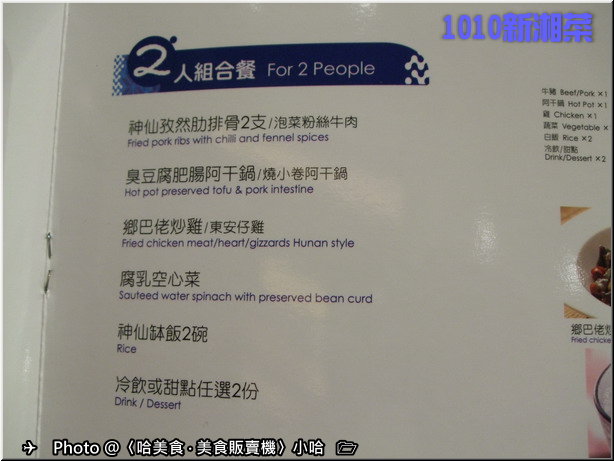 1010新湘菜
2人組合餐 For 2 People
神仙孜然肋排骨2支/泡菜粉絲牛肉
Fried pork ribs with chilli and fennel spices
臭豆腐肥腸阿干鍋/燒小卷阿干鍋
Hot pot preserved tofu & pork intestine
鄉巴佬炒雞/東安仔雞
Fried chicken meat/heart/gizzards Hunan style
腐乳空心菜
Sauteed water spinach with preserved bean curd
神仙缽飯2碗
Rice
冷飲或甜點任選2份
Drink / Dessert
牛豬 Beef/Pork ×1
阿干鍋 Hot Pot ×1
雞 Chicken ×1
蔬菜 Vegetable ×
白飯 Rice ×2
冷飲/甜點
Drink/Dessert ×2
鄉巴佬炒
Fried chicke
Photo @〈哈美食·美食販賣機〉小哈